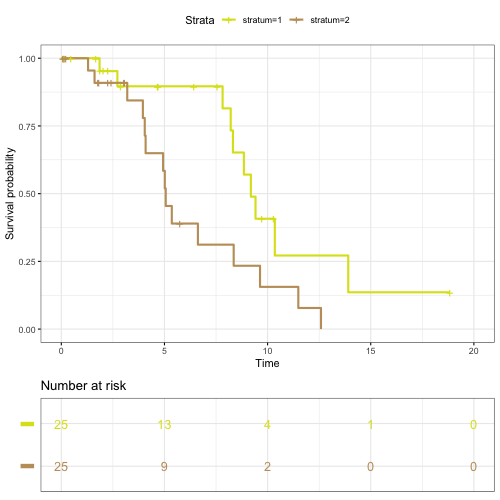 Strata stratum=1 stratum=2
1.00
0.75
0.50
0.25
0.00
Survival probability
0 5 10 15 20
Time
Number at risk
25 13 4 1 0
25 9 2 0 0